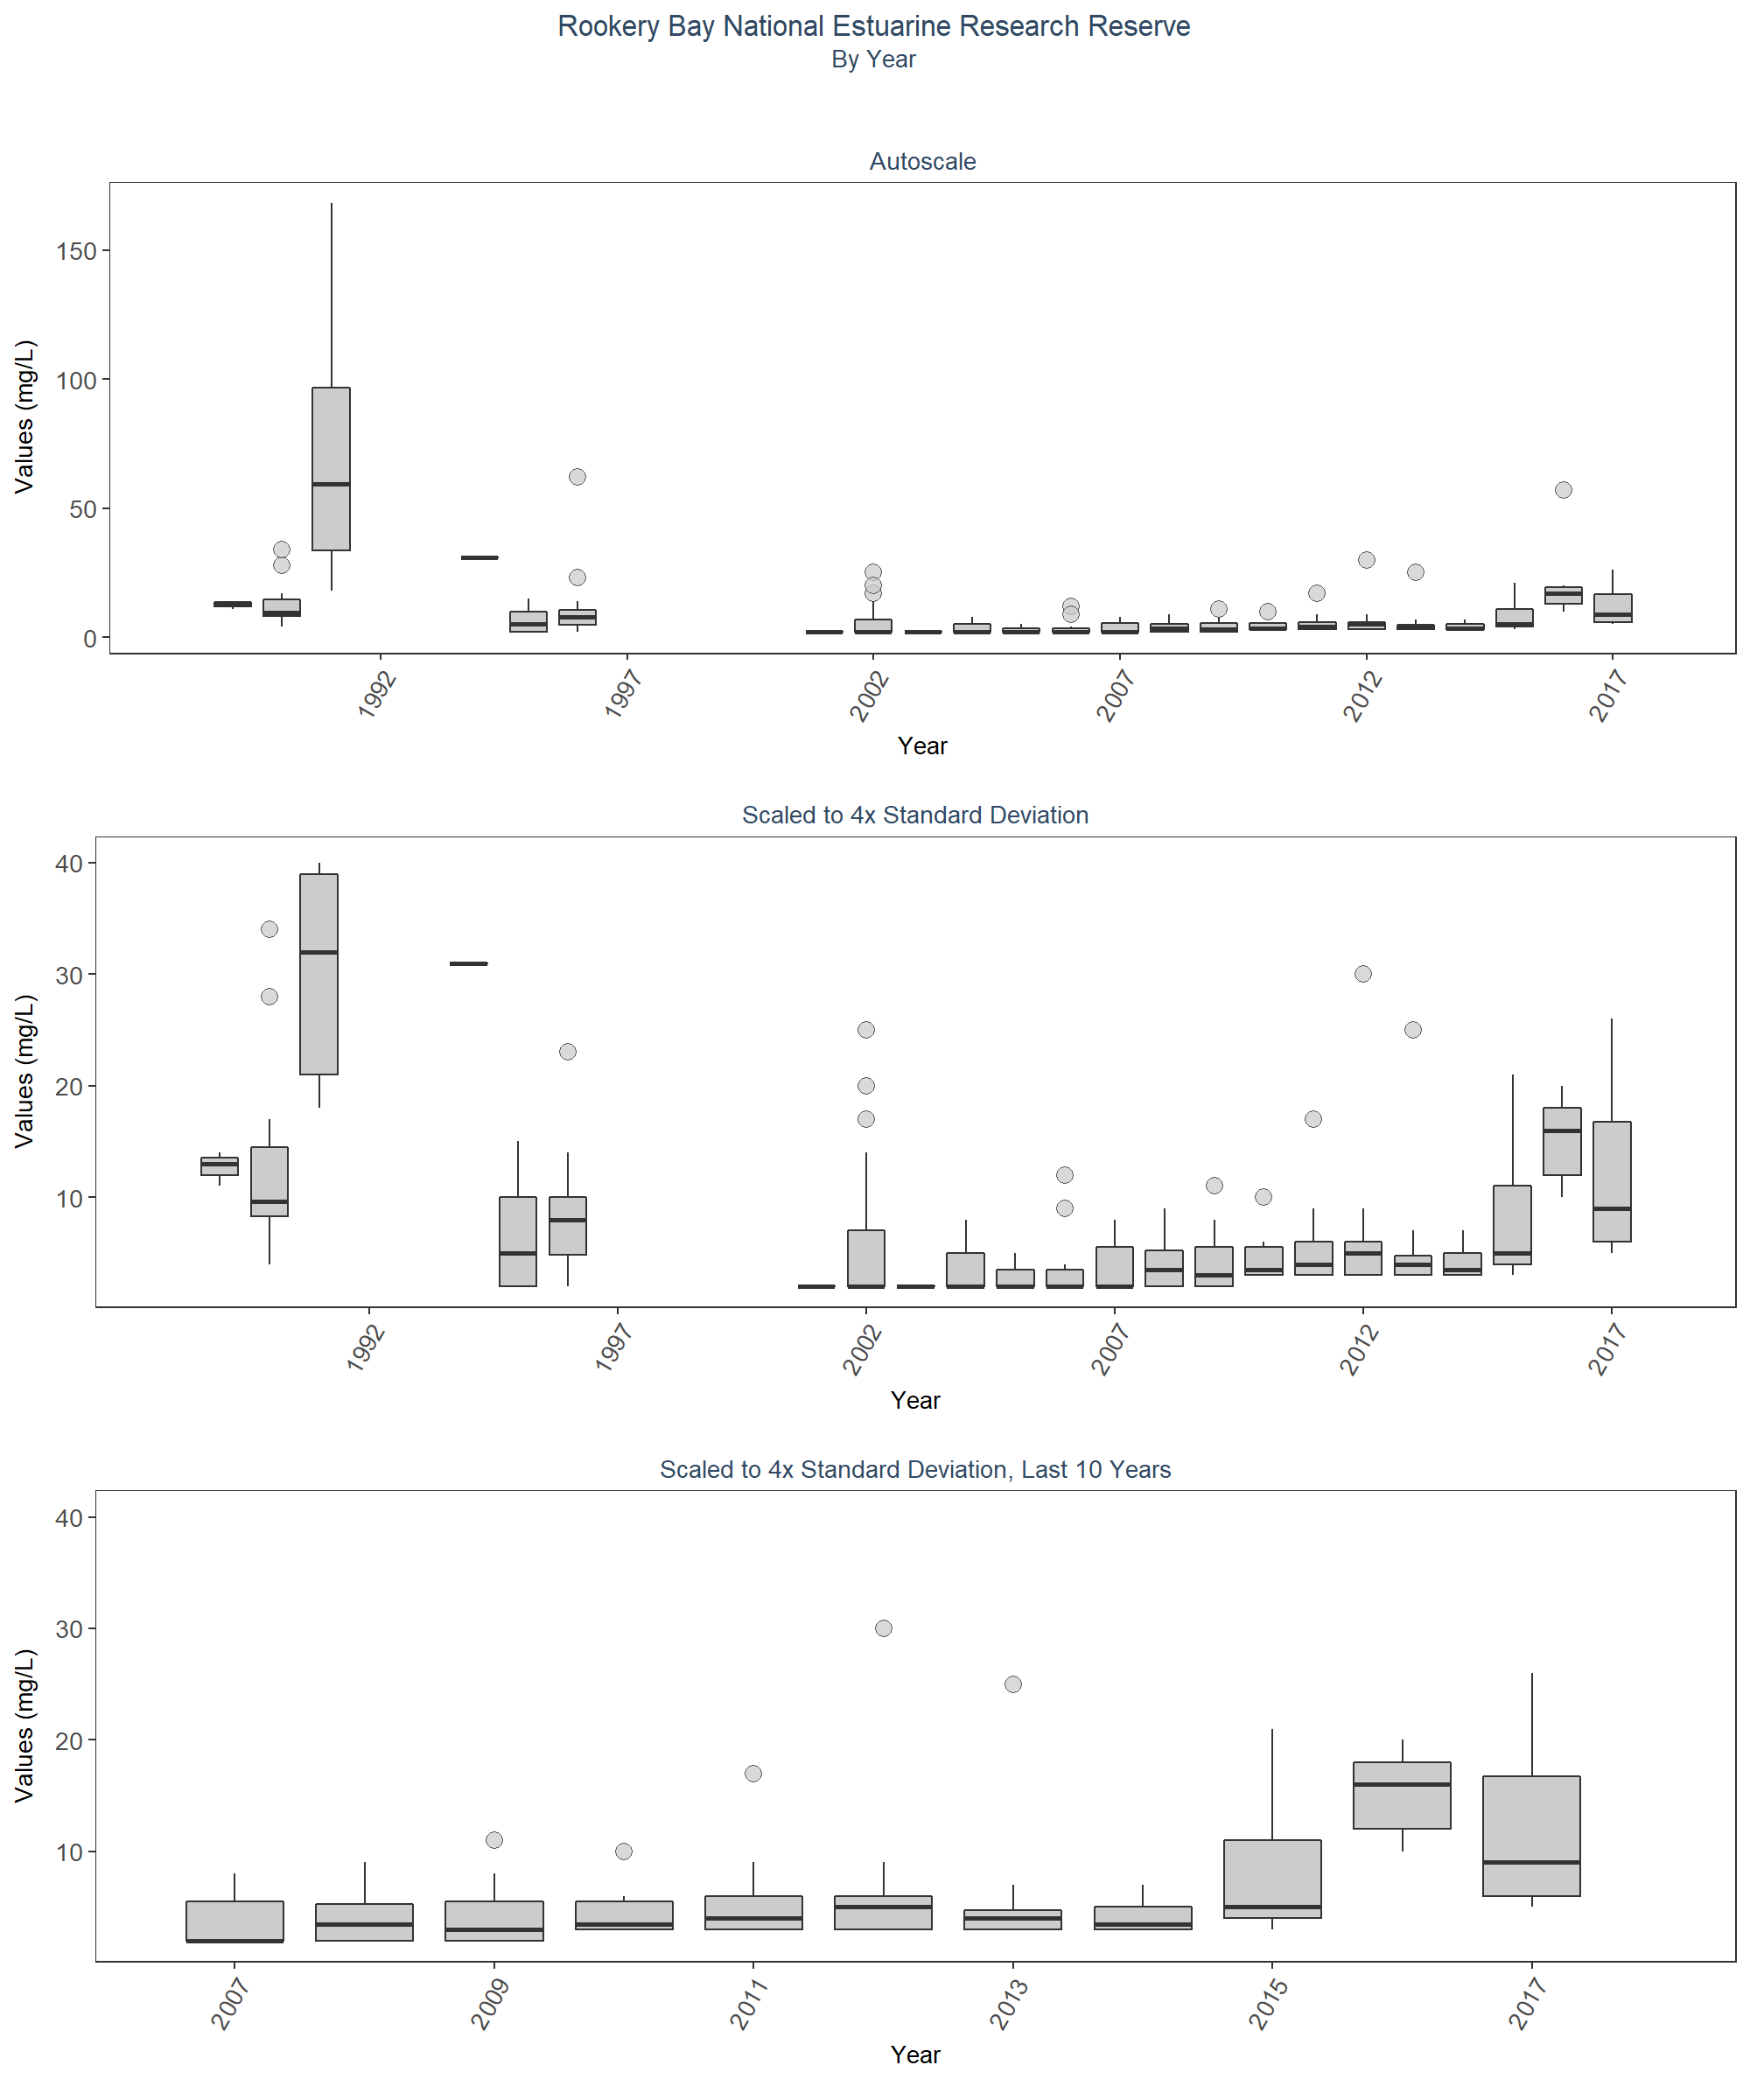 Rookery Bay National Estuarine Research Reserve
By Year
Autoscale
Values (mg/L)
150
100
50
0
1992
1997
2002
2007
2012
2017
Year
Scaled to 4x Standard Deviation
Values (mg/L)
40
30
20
10
1992
1997
2002
2007
2012
2017
Year
Scaled to 4x Standard Deviation, Last 10 Years
Values (mg/L)
40
30
20
10
2007
2009
2011
2013
2015
2017
Year